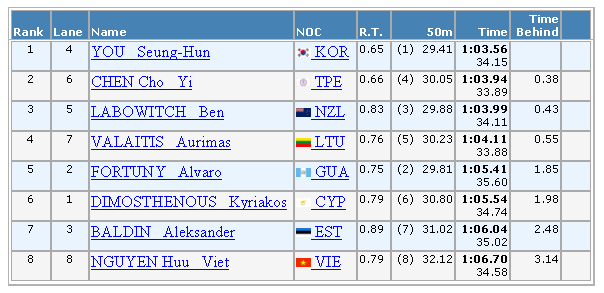 Rank Lane Name NOC R.T. 50m Time Time Behind
1 4 YOU Seung-Hun KOR 0.65 (1) 29.41 1:03.56
34.15
2 6 CHEN Cho Yi TPE 0.66 (4) 30.05 1:03.94 0.38
33.89
3 5 LABOWITCH Ben NZL 0.83 (3) 29.88 1:03.99 0.43
34.11
4 7 VALAITIS Aurimas LTU 0.76 (5) 30.23 1:04.11 0.55
33.88
5 2 FORTUNY Alvaro GUA 0.75 (2) 29.81 1:05.41 1.85
35.60
6 1 DIMOSTHENOUS Kyriakos CYP 0.79 (6) 30.80 1:05.54 1.98
34.74
7 3 BALDIN Aleksander EST 0.89 (7) 31.02 1:06.04 2.48
35.02
8 8 NGUYEN Huu Viet VIE 0.79 (8) 32.12 1:06.70 3.14
34.58